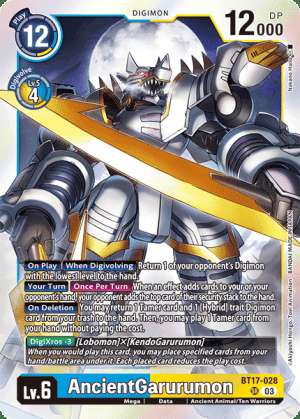 DIGIMON
Play
12
DP
12000
Digivolve
Lv.5
4
On Play When Digivolving Return 1 of your opponent's Digimon
with the lowest level to the hand.
Your Turn Once Per Turn When an effect adds cards to your or your
opponent's hand, your opponent adds the top card of their security stack to the hand.
On Deletion You may return 1 Tamer card and 1 [Hybrid] trait Digimon
card from your trash to the hand. Then, you may play 1 Tamer card
from your hand without paying the cost.
DigiXros -3 [Lobomon]×[KendoGarurumon]
When you would play this card, you may place specified cards from your
hand/battle area under it. Each placed card reduces the play cost.
BT17-028
Lv.6
AncientGarurumon
03
Mega
Data
Ancient Animal/Ten Warriors